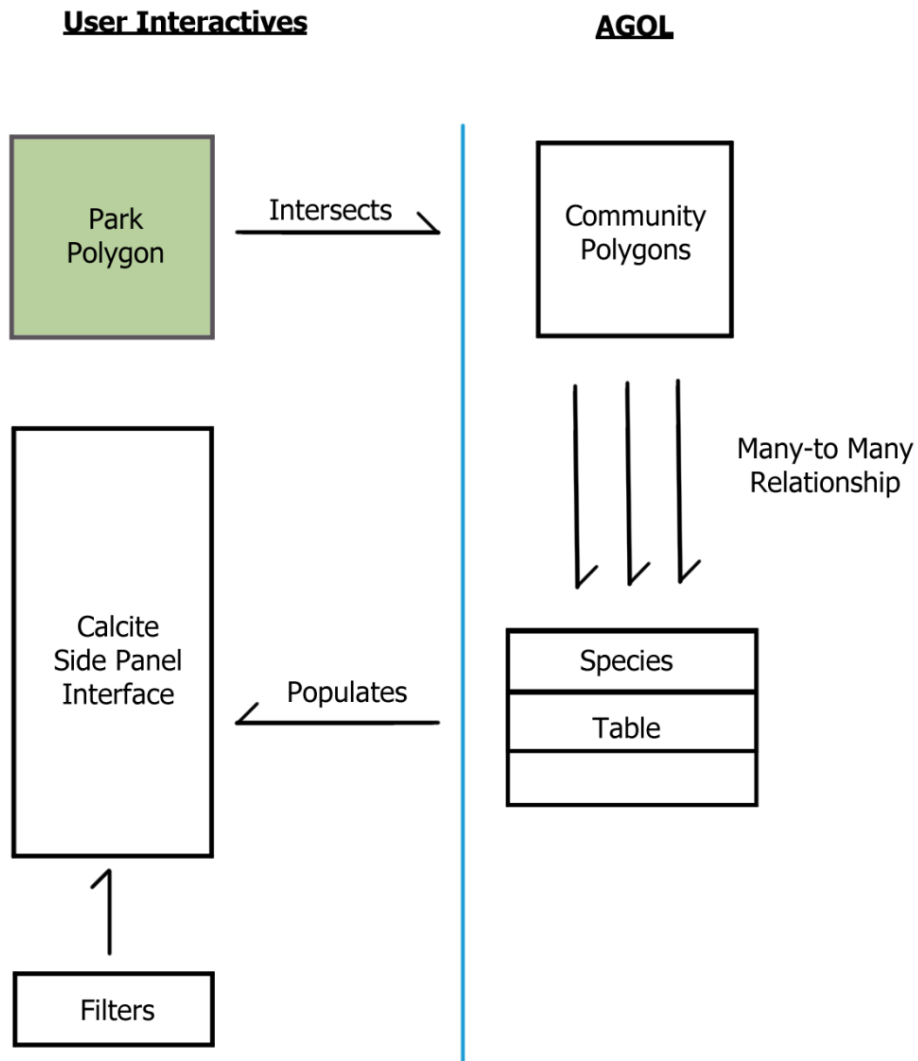 User Interactives
AGOL
Park
Polygon
Intersects
Community
Polygons
Many-to Many
Relationship
Calcite
Side Panel
Interface
Populates
Species
Table
Filters